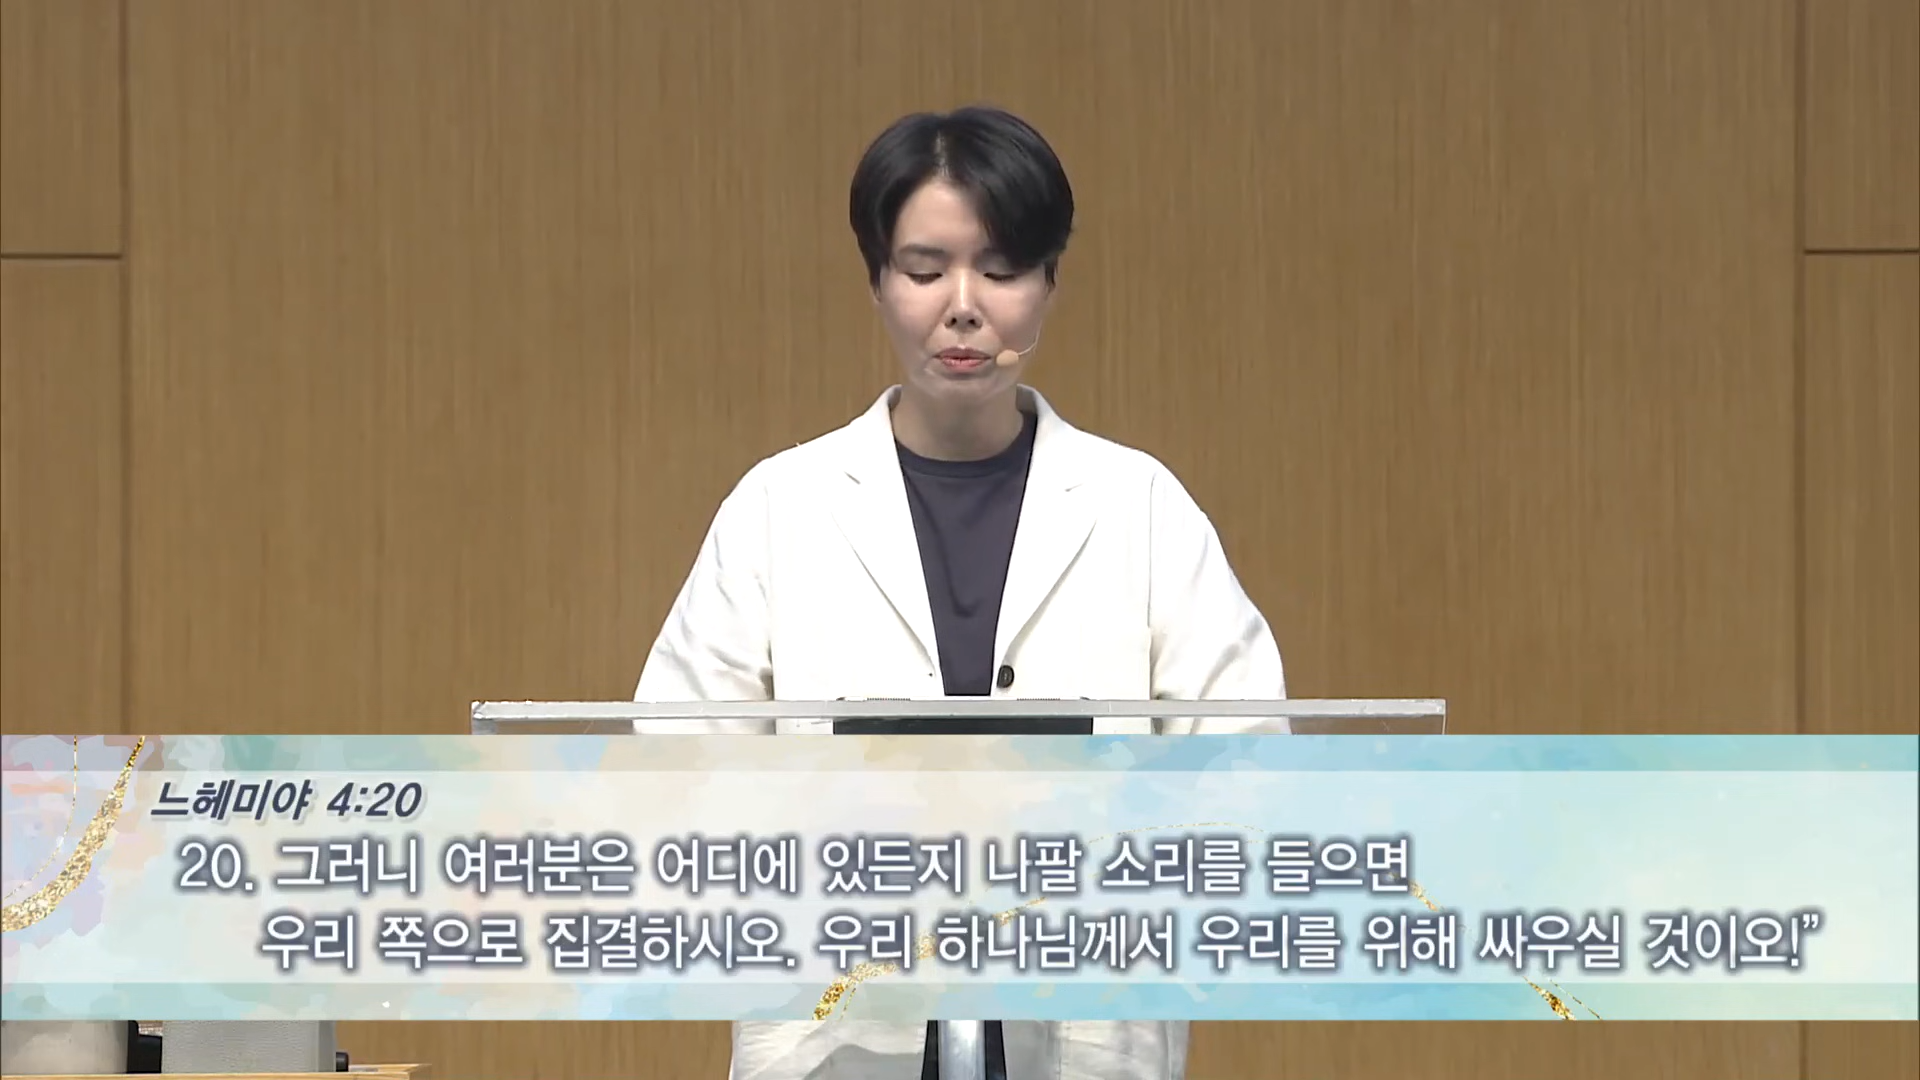 느헤미야 4:20
20. 그러니 여러분은 어디에 있든지 나팔 소리를 들으면
우리 쪽으로 집결하시오. 우리 하나님께서 우리를 위해 싸우실 것이오!”